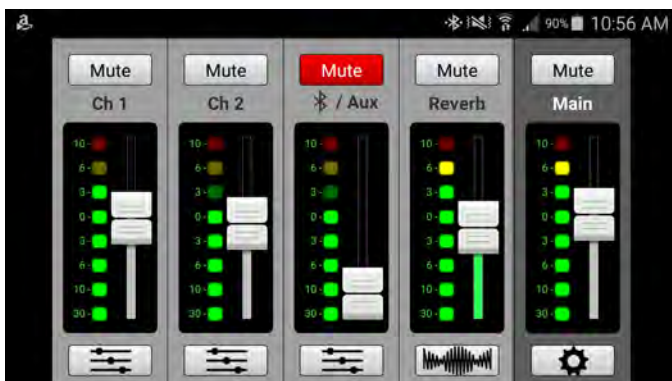 90% 10:56 AM
Mute Mute Mute Mute Mute
Ch 1 Ch 2 / Aux Reverb Main
10- 10- 10- 10- 10-
6- 6- 6- 6- 6-
3- 3- 3- 3- 3-
0- 0- 0- 0- 0-
3- 3- 3- 3- 3-
6- 6- 6- 6- 6-
10- 10- 10- 10- 10-
30- 30- 30- 30- 30-